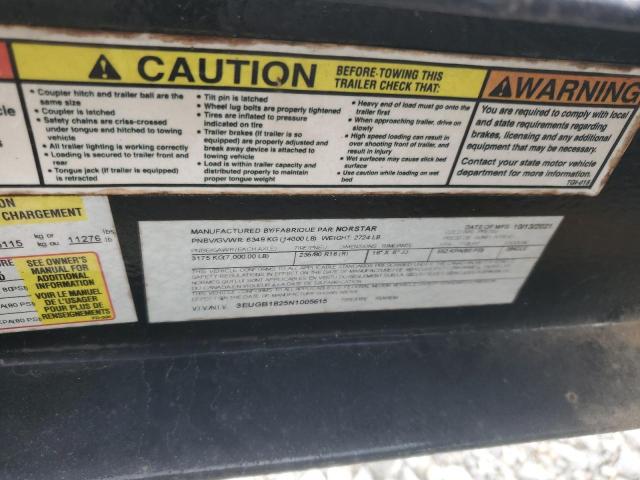 CAUTION
BEFORE-TOWING THIS
TRAILER CHECK THAT:
• Coupler hitch and trailer ball are the
same size
• Coupler is latched
• Safety chains are criss-crossed
under tongue and hitched to towing
vehicle
• All trailer lighting is working correctly
• Loading is secured to trailer front and
rear
• Tongue jack (if trailer is equipped)
is retracted
• Tilt pin is latched
• Wheel lug bolts are properly tightened
• Tires are inflated to pressure
indicated on tire
• Trailer brakes (if trailer is so
equipped) are properly adjusted and
break away device is attached to
towing vehicle
• Load is within trailer capacity and
distributed properly to maintain
proper tongue weight
• Heavy end of load must go onto the
trailer first
• When approaching trailer, drive on
slowly
• High speed loading can result in
over shooting front of trailer, and
result in injury
• Wet surfaces may cause slick bed
surface
• Use caution while loading on wet
bed
WARNING
You are required to comply with local
and state requirements regarding
brakes, licensing and any additional
equipment that may be necessary.
Contact your state motor vehicle
department for more information.
CHARGEMENT
5115 kg ou 11276 lbs
SEE OWNER'S
MANUAL FOR
ADDITIONAL
INFORMATION
VOIR LE MANUEL
DE L'USAGER
POUR PLUS DE
RENSEIGNEMENTS
MANUFACTURED BY/FABRIQUE PAR NORSTAR
PNBV/GVWR: 6349 KG (14000 LB) WEIGHT: 2724 LB
DATE OF MFG 10/13/2021
3175 KG(7,000.00 LB) 235/80 R16 (R) 16" X 6" JJ
V.I.V./N.I.V. 3EUGB1825N1005615